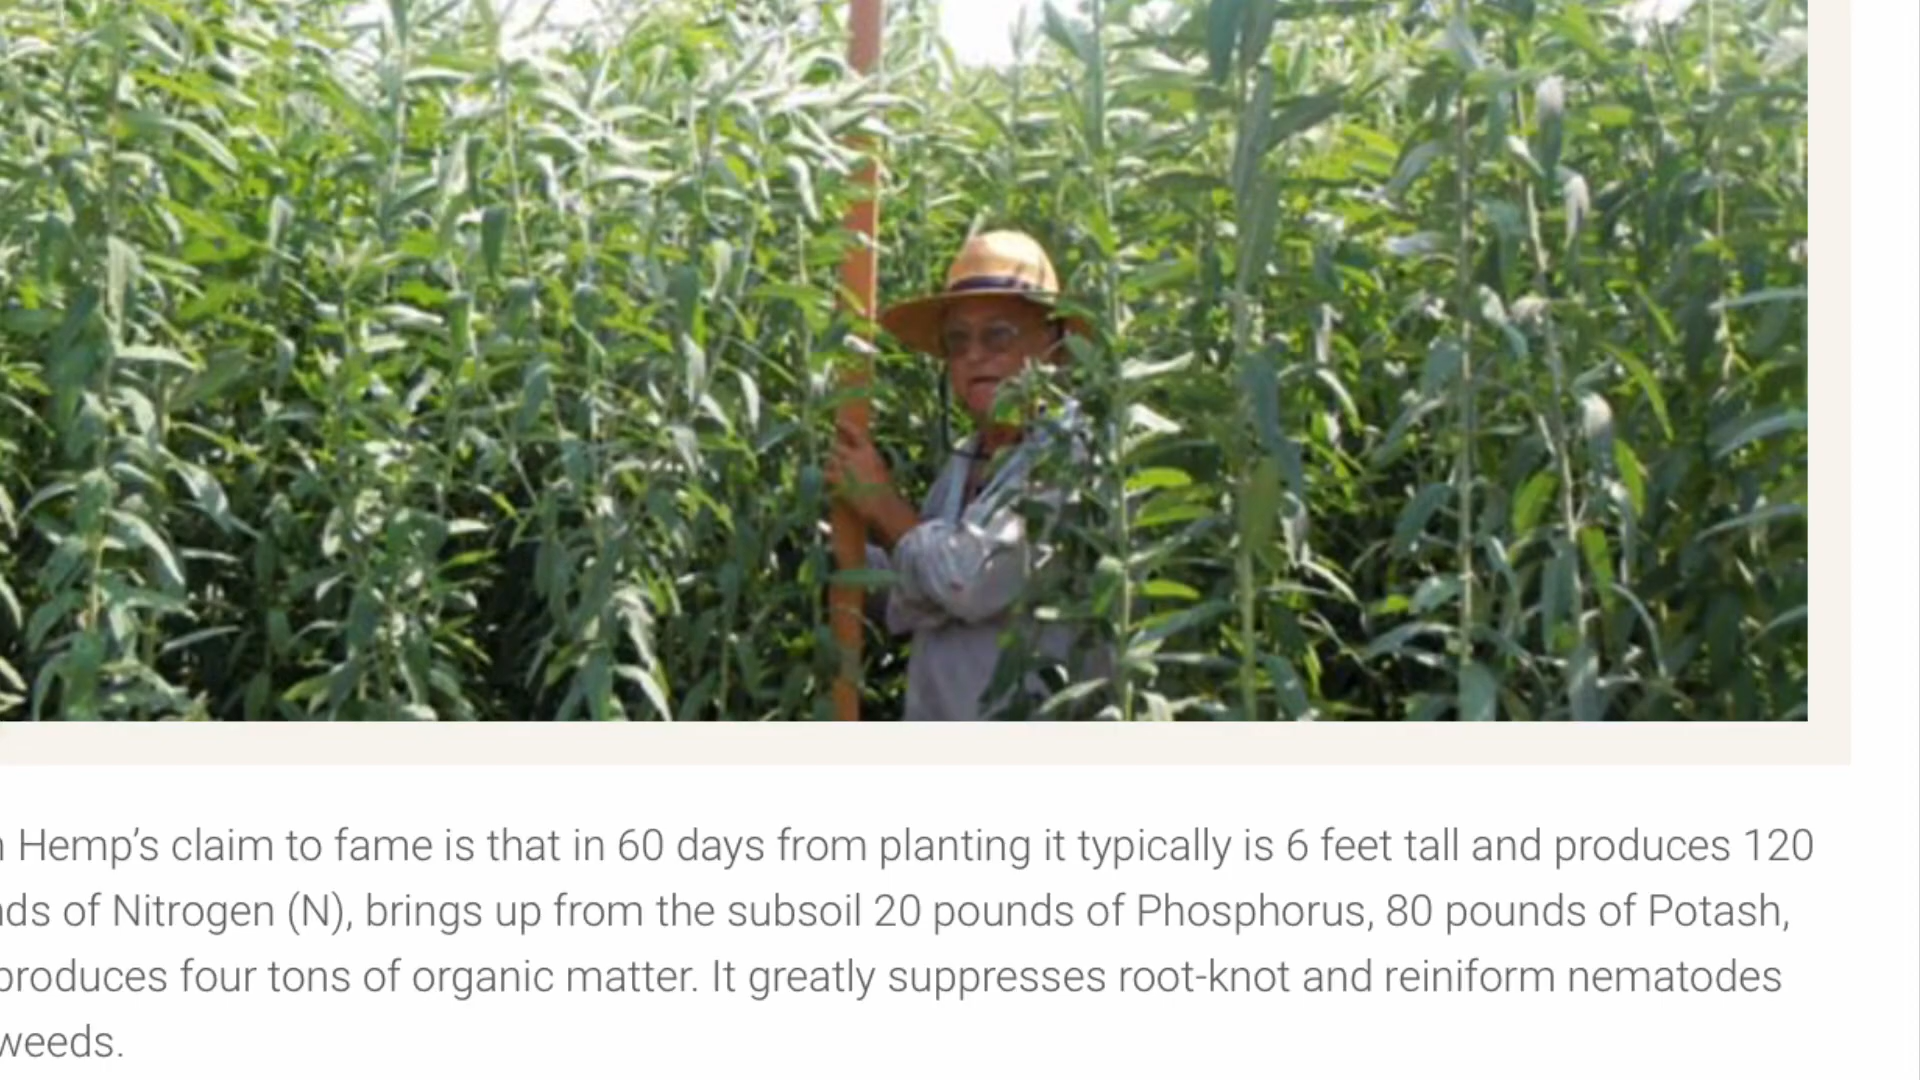 Hemp's claim to fame is that in 60 days from planting it typically is 6 feet tall and produces 120
of Nitrogen (N), brings up from the subsoil 20 pounds of Phosphorus, 80 pounds of Potash,
produces four tons of organic matter. It greatly suppresses root-knot and reiniform nematodes
weeds.